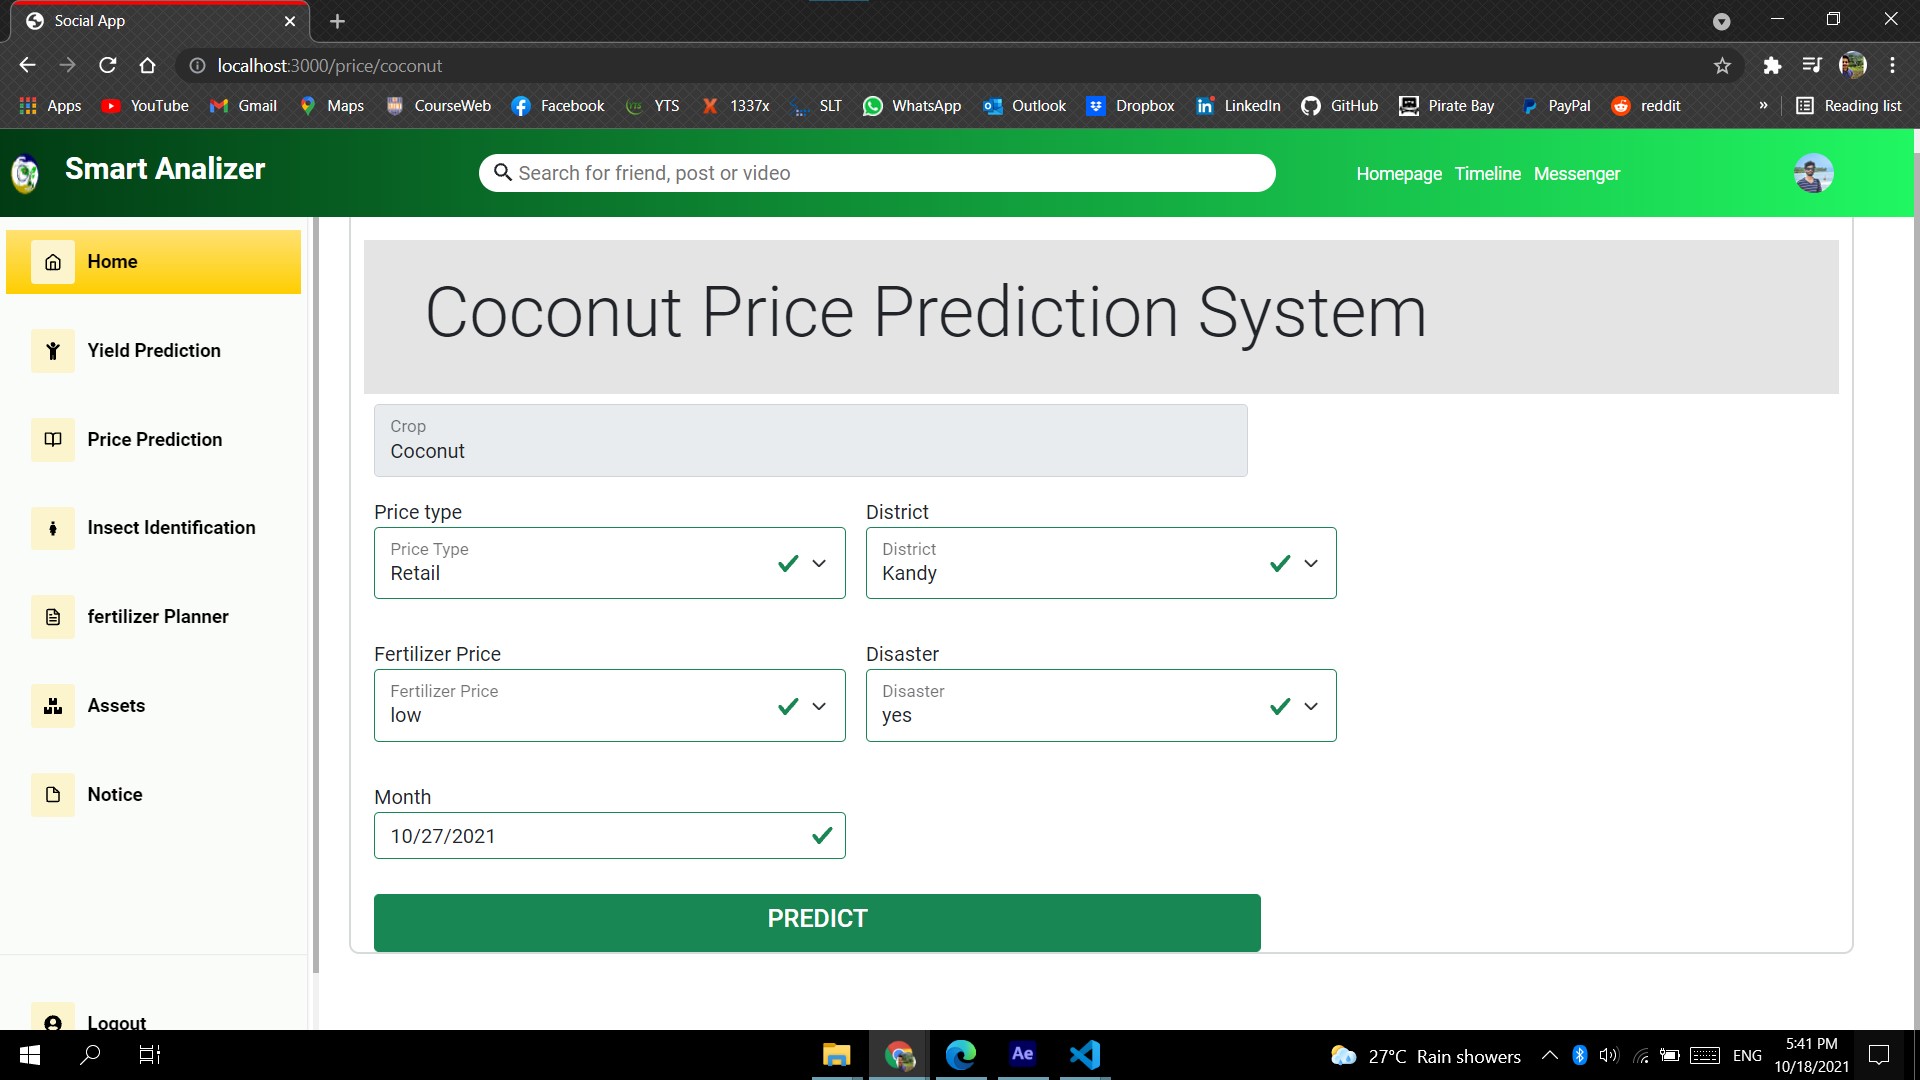 Social App
localhost:3000/price/coconut
Apps YouTube Gmail Maps CourseWeb Facebook YTS 1337x SLT WhatsApp Outlook Dropbox LinkedIn GitHub Pirate Bay PayPal reddit » Reading list
Smart Analizer
Search for friend, post or video
Homepage Timeline Messenger
Home
Yield Prediction
Price Prediction
Insect Identification
fertilizer Planner
Assets
Notice
Logout
Coconut Price Prediction System
Crop
Coconut
Price type
Price Type
Retail
District
District
Kandy
Fertilizer Price
Fertilizer Price
low
Disaster
Disaster
yes
Month
10/27/2021
PREDICT
Ae
27°C Rain showers
ENG
5:41 PM
10/18/2021